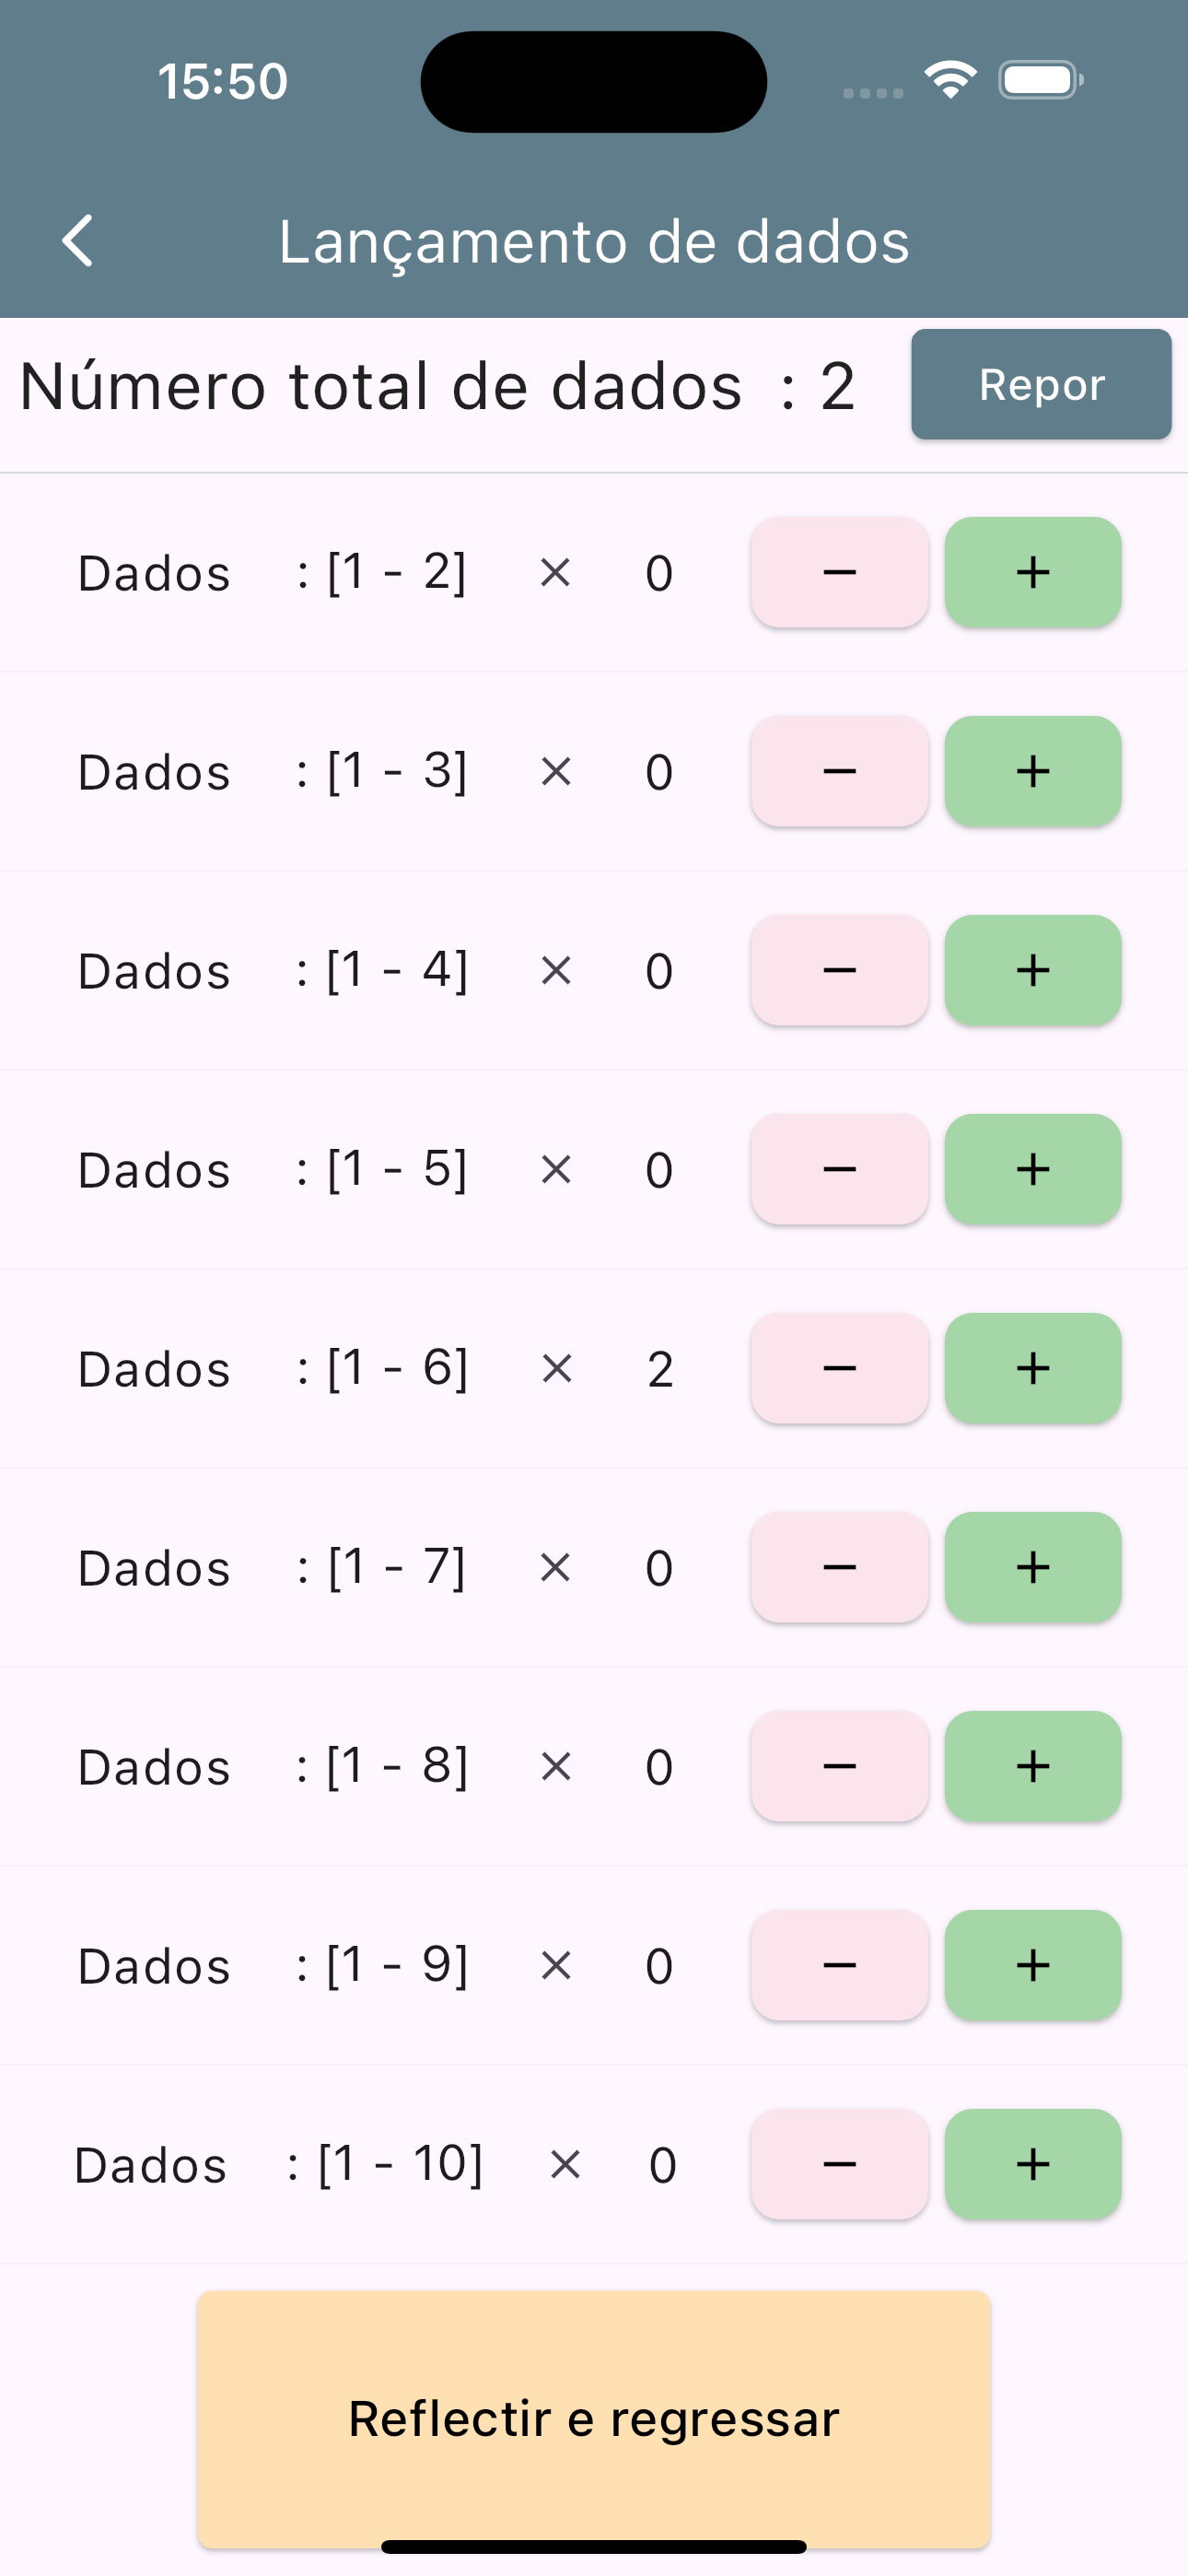 15:50
Lançamento de dados
Número total de dados : 2 Repor
Dados : [1 - 2] × 0 − +
Dados : [1 - 3] × 0 − +
Dados : [1 - 4] × 0 − +
Dados : [1 - 5] × 0 − +
Dados : [1 - 6] × 2 − +
Dados : [1 - 7] × 0 − +
Dados : [1 - 8] × 0 − +
Dados : [1 - 9] × 0 − +
Dados : [1 - 10] × 0 − +
Reflectir e regressar